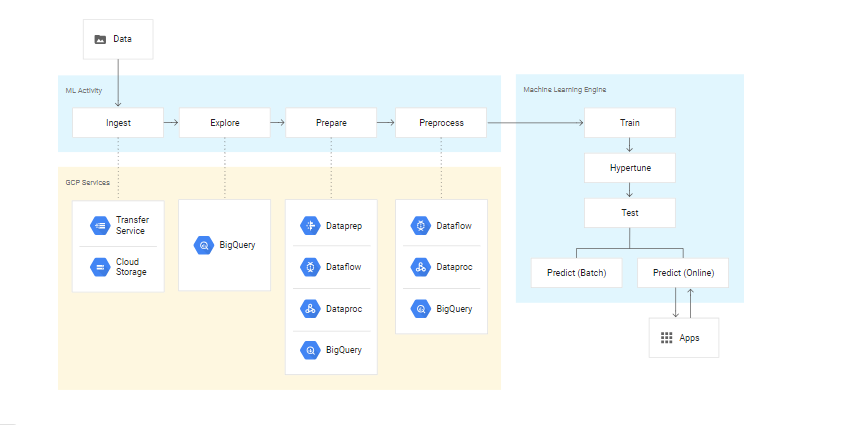 Data
ML Activity
Ingest
Explore
Prepare
Preprocess
Machine Learning Engine
Train
Hypertune
Test
Predict (Batch)
Predict (Online)
Apps
GCP Services
Transfer
Service
Cloud
Storage
BigQuery
Dataprep
Dataflow
Dataproc
BigQuery
Dataflow
Dataproc
BigQuery